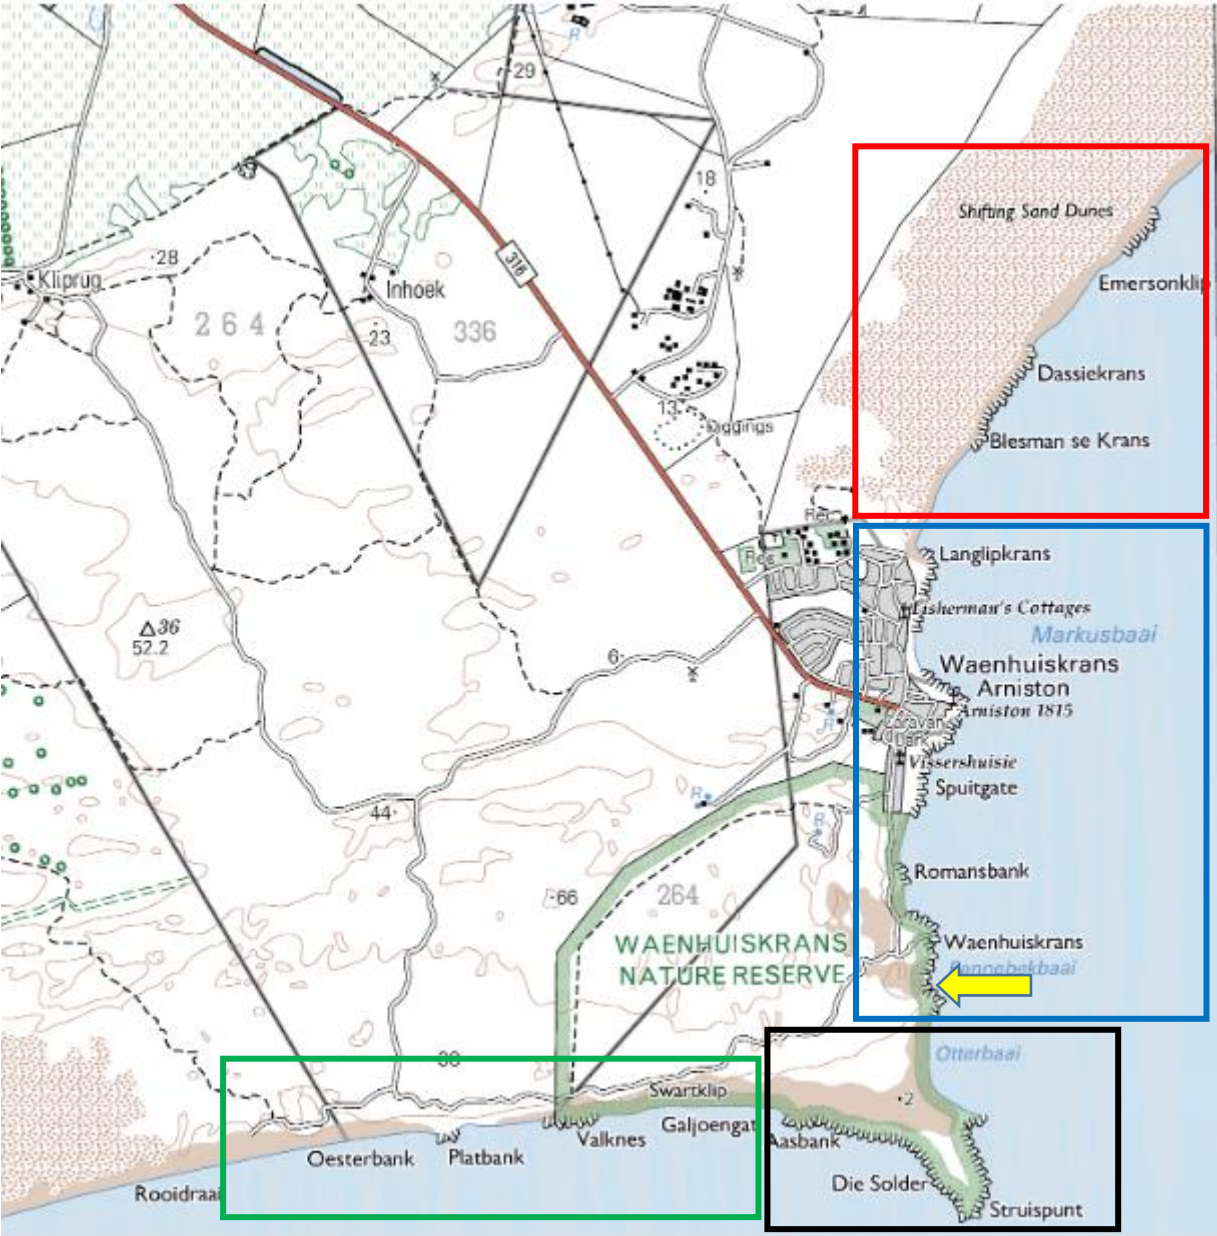 R
29
18
Shifting Sand Dunes
28
316
Emersonklip
Kliprug
Inhoek
264
336
23
Dassiekrans
13
Diggings
Blesman se Krans
Rec
Res
Langlipkrans
Fisherman's Cottages
36
52.2
Markusbaai
6
Waenhuiskrans
Arniston
Arniston 1815
R
Caravan
Park
Vissershuisie
Spuitgate
R
44
R
Romansbank
66
264
WAENHUISKRANS
NATURE RESERVE
Waenhuiskrans
Otterbaai
Swartklip
2
Galjoengat
Aasbank
Valknes
Platbank
Oesterbank
Rooidraai
Die Solder
Struispunt